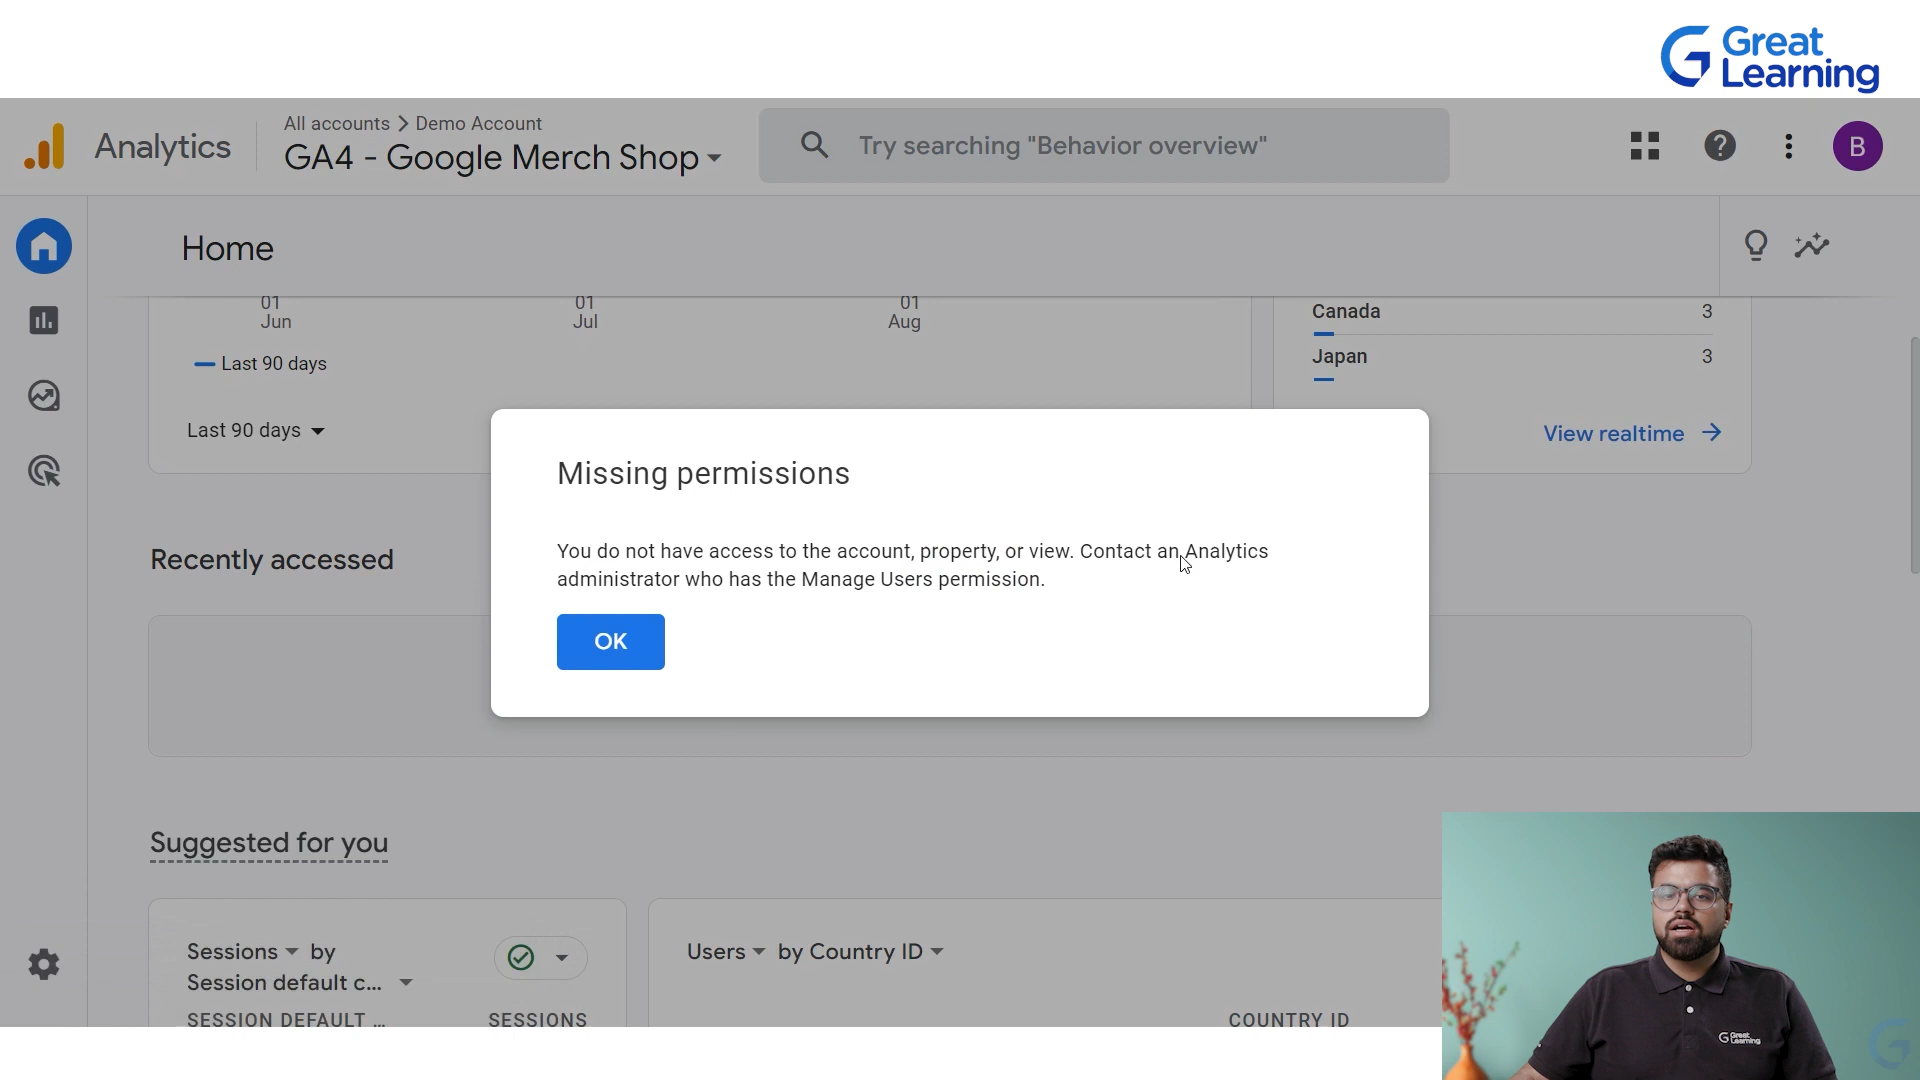 Great
Learning
Analytics
All accounts > Demo Account
GA4 - Google Merch Shop
Try searching "Behavior overview"
B
Home
01
Jun
01
Jul
01
Aug
Last 90 days
Last 90 days
Canada 3
Japan 3
View realtime
Missing permissions
You do not have access to the account, property, or view. Contact an Analytics
administrator who has the Manage Users permission.
OK
Recently accessed
Suggested for you
Sessions by
Session default c...
SESSION DEFAULT ... SESSIONS
Users by Country ID
COUNTRY ID
Great
Learning